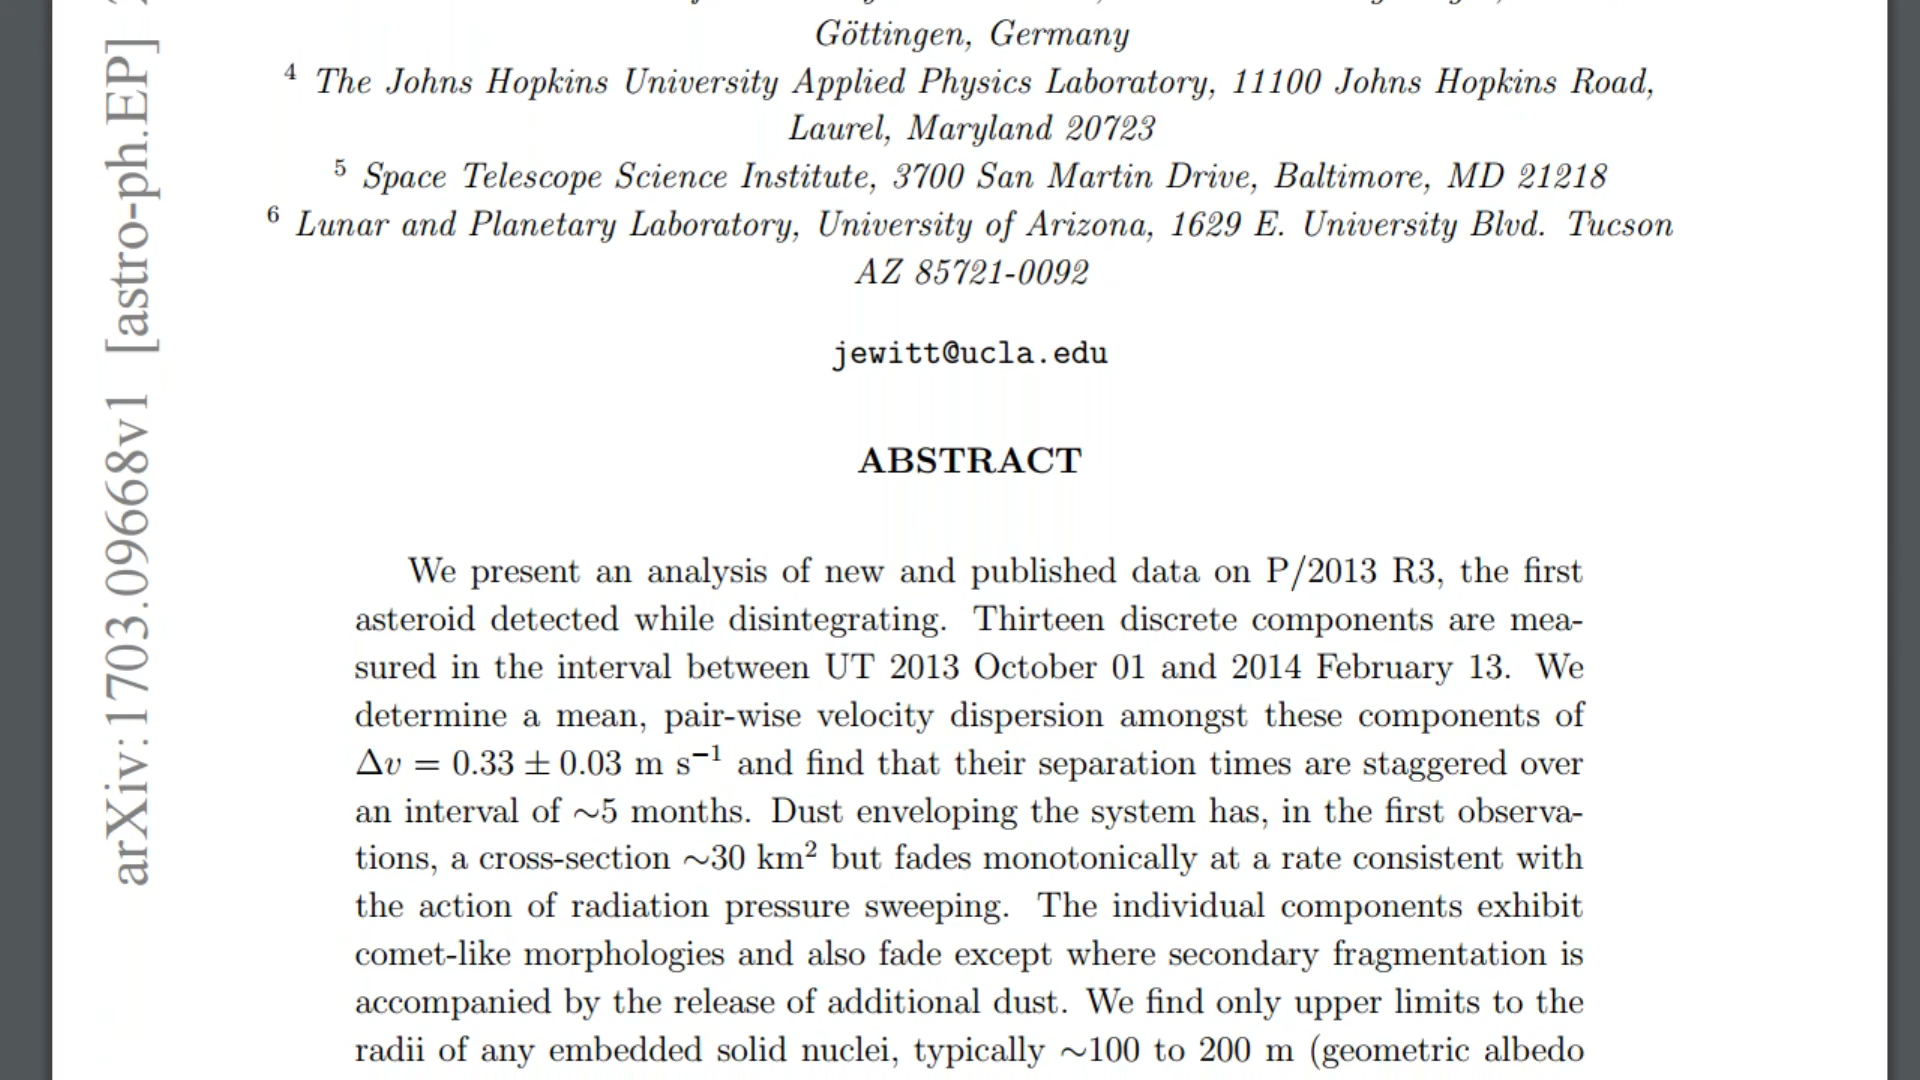 Göttingen, Germany
4 The Johns Hopkins University Applied Physics Laboratory, 11100 Johns Hopkins Road,
Laurel, Maryland 20723
5 Space Telescope Science Institute, 3700 San Martin Drive, Baltimore, MD 21218
6 Lunar and Planetary Laboratory, University of Arizona, 1629 E. University Blvd. Tucson
AZ 85721-0092
jewitt@ucla.edu
ABSTRACT
We present an analysis of new and published data on P/2013 R3, the first
asteroid detected while disintegrating. Thirteen discrete components are mea-
sured in the interval between UT 2013 October 01 and 2014 February 13. We
determine a mean, pair-wise velocity dispersion amongst these components of
Δv = 0.33 ± 0.03 m s⁻¹ and find that their separation times are staggered over
an interval of ~5 months. Dust enveloping the system has, in the first observa-
tions, a cross-section ~30 km² but fades monotonically at a rate consistent with
the action of radiation pressure sweeping. The individual components exhibit
comet-like morphologies and also fade except where secondary fragmentation is
accompanied by the release of additional dust. We find only upper limits to the
radii of any embedded solid nuclei, typically ~100 to 200 m (geometric albedo
arXiv:1703.09668v1 [astro-ph.EP]